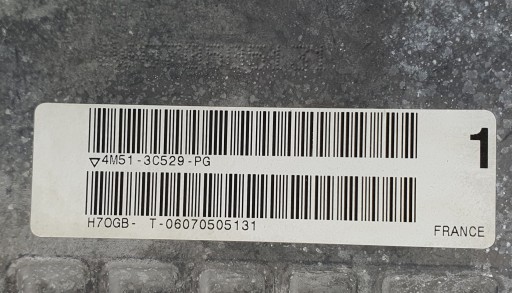 1
▽4M51-3C529-PG
H7OGB- T-06070505131
FRANCE